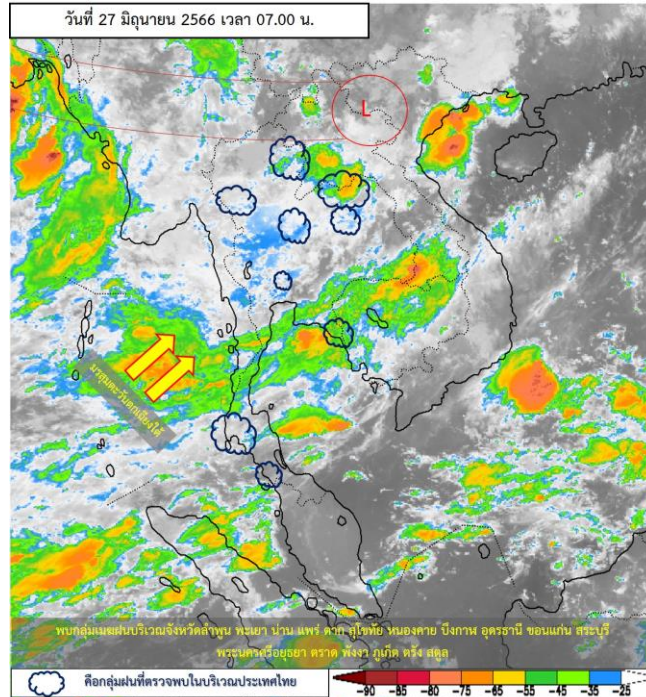 วันที่ 27 มิถุนายน 2566 เวลา 07.00 น.
L
มรสุมตะวันตกเฉียงใต้
พบกลุ่มเมฆฝนบริเวณจังหวัดลำพูน พะเยา น่าน แพร่ ตาก สุโขทัย หนองคาย บึงกาฬ อุดรธานี ขอนแก่น สระบุรี
พระนครศรีอยุธยา ตราด พังงา ภูเก็ต ตรัง สตูล
คือกลุ่มฝนที่ตรวจพบในบริเวณประเทศไทย
-90 -85 -80 -75 -65 -55 -45 -35 -25